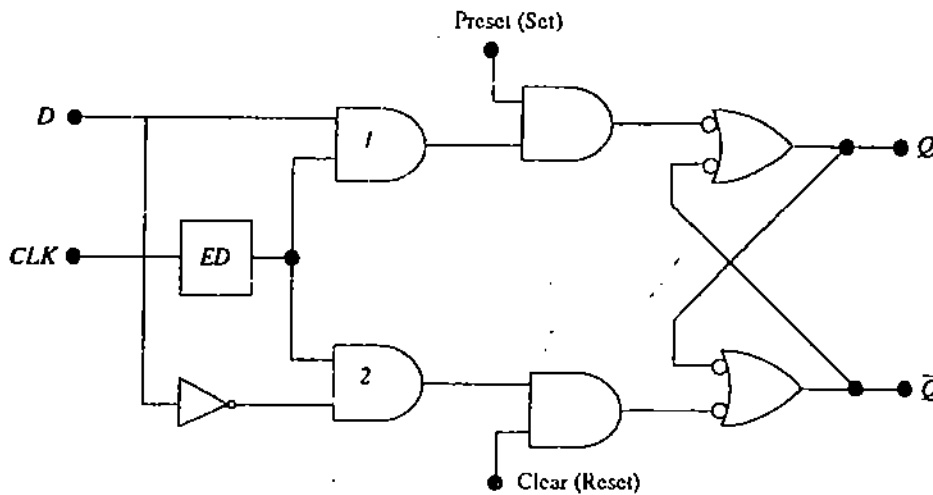 Preset (Set)
D
1
Q
CLK
ED
2
Q̄
Clear (Reset)